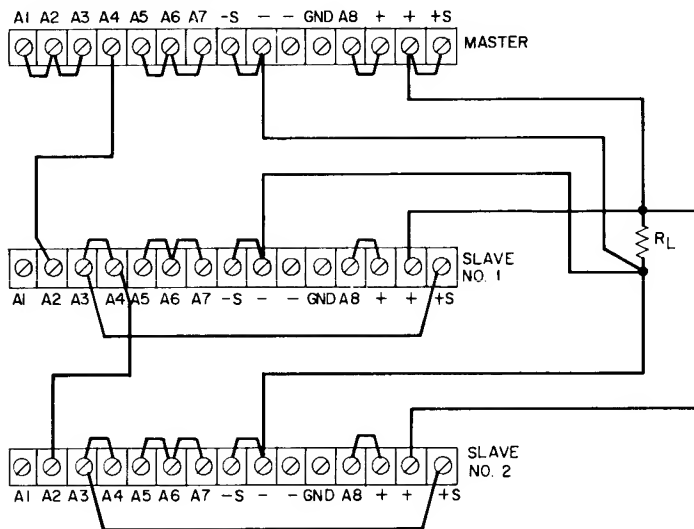 A1 A2 A3 A4 A5 A6 A7 -S - - GND A8 + + +S
MASTER
RL
SLAVE
NO. 1
A1 A2 A3 A4 A5 A6 A7 -S - - GND A8 + + +S
SLAVE
NO. 2
A1 A2 A3 A4 A5 A6 A7 -S - - GND A8 + + +S